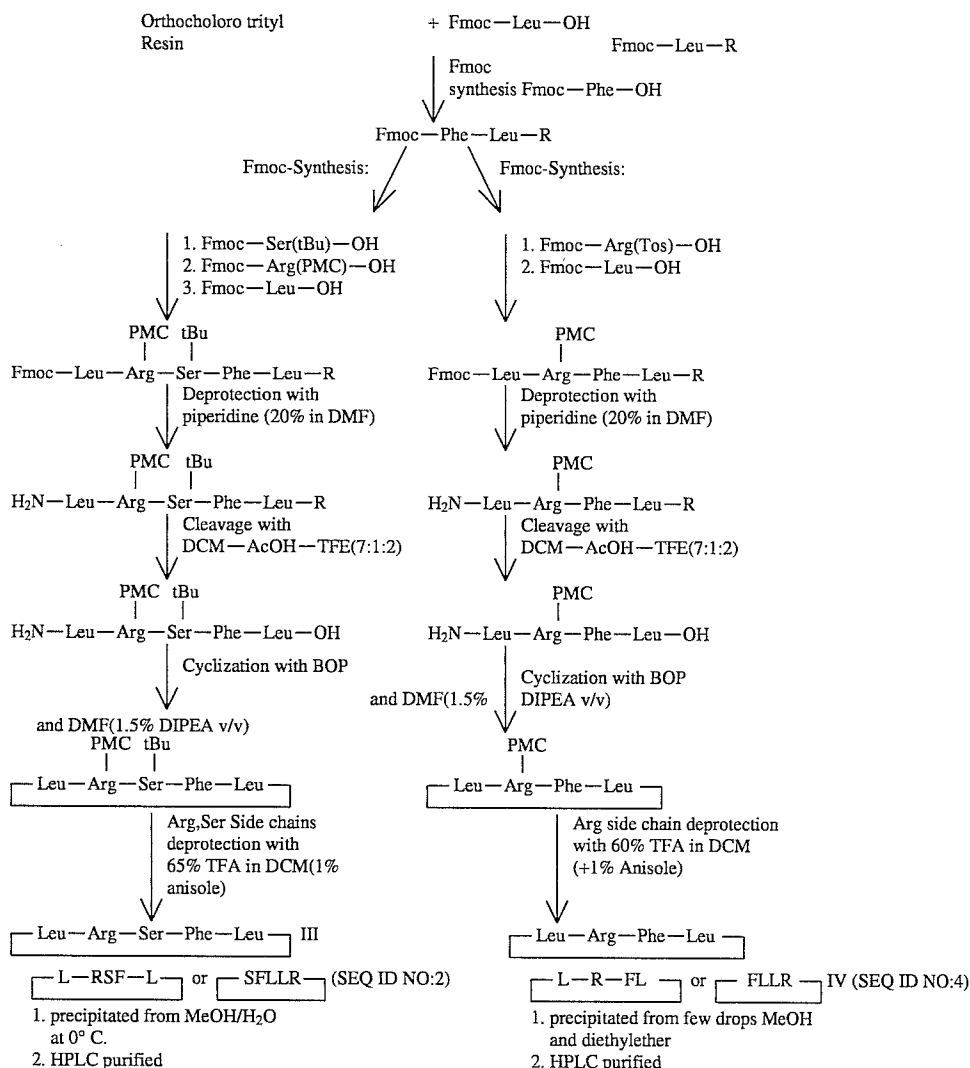 Orthocholoro trityl
Resin
+ Fmoc—Leu—OH
Fmoc—Leu—R
Fmoc
synthesis Fmoc—Phe—OH
Fmoc—Phe—Leu—R
Fmoc-Synthesis:
Fmoc-Synthesis:
1. Fmoc—Ser(tBu)—OH
2. Fmoc—Arg(PMC)—OH
3. Fmoc—Leu—OH
PMC tBu
Fmoc—Leu—Arg—Ser—Phe—Leu—R
Deprotection with
piperidine (20% in DMF)
PMC tBu
H2N—Leu—Arg—Ser—Phe—Leu—R
Cleavage with
DCM—AcOH—TFE(7:1:2)
PMC tBu
H2N—Leu—Arg—Ser—Phe—Leu—OH
Cyclization with BOP
and DMF(1.5% DIPEA v/v)
PMC tBu
Leu—Arg—Ser—Phe—Leu
Arg,Ser Side chains
deprotection with
65% TFA in DCM(1%
anisole)
Leu—Arg—Ser—Phe—Leu III
L—RSF—L or SFLLR (SEQ ID NO:2)
1. precipitated from MeOH/H2O
at 0° C.
2. HPLC purified
1. Fmoc—Arg(Tos)—OH
2. Fmoc—Leu—OH
PMC
Fmoc—Leu—Arg—Phe—Leu—R
Deprotection with
piperidine (20% in DMF)
PMC
H2N—Leu—Arg—Phe—Leu—R
Cleavage with
DCM—AcOH—TFE(7:1:2)
PMC
H2N—Leu—Arg—Phe—Leu—OH
Cyclization with BOP
and DMF(1.5% DIPEA v/v)
PMC
Leu—Arg—Phe—Leu
Arg side chain deprotection
with 60% TFA in DCM
(+1% Anisole)
Leu—Arg—Phe—Leu
L—R—FL or FLLR IV (SEQ ID NO:4)
1. precipitated from few drops MeOH
and diethylether
2. HPLC purified